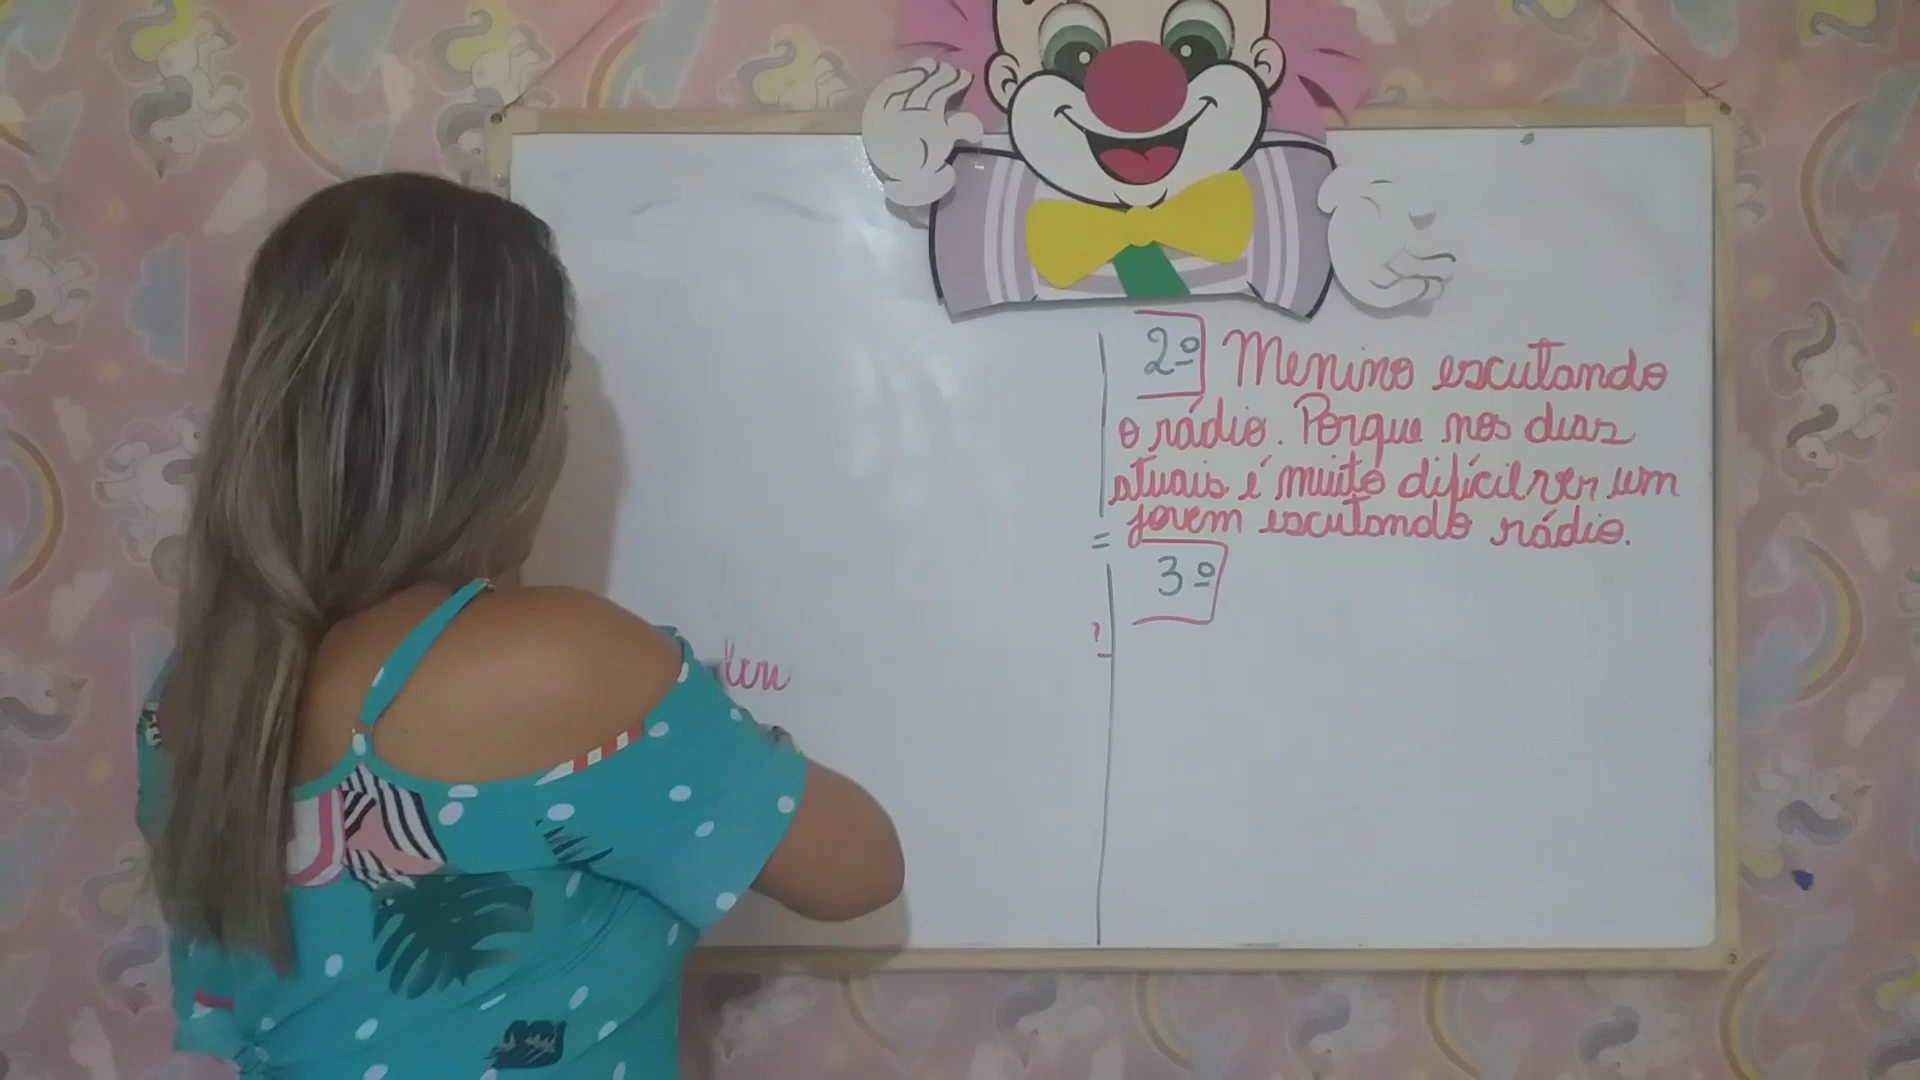 2º Menino escutando
o rádio. Porque nos dias
atuais é muito difícil ver um
jovem escutando rádio.
3º